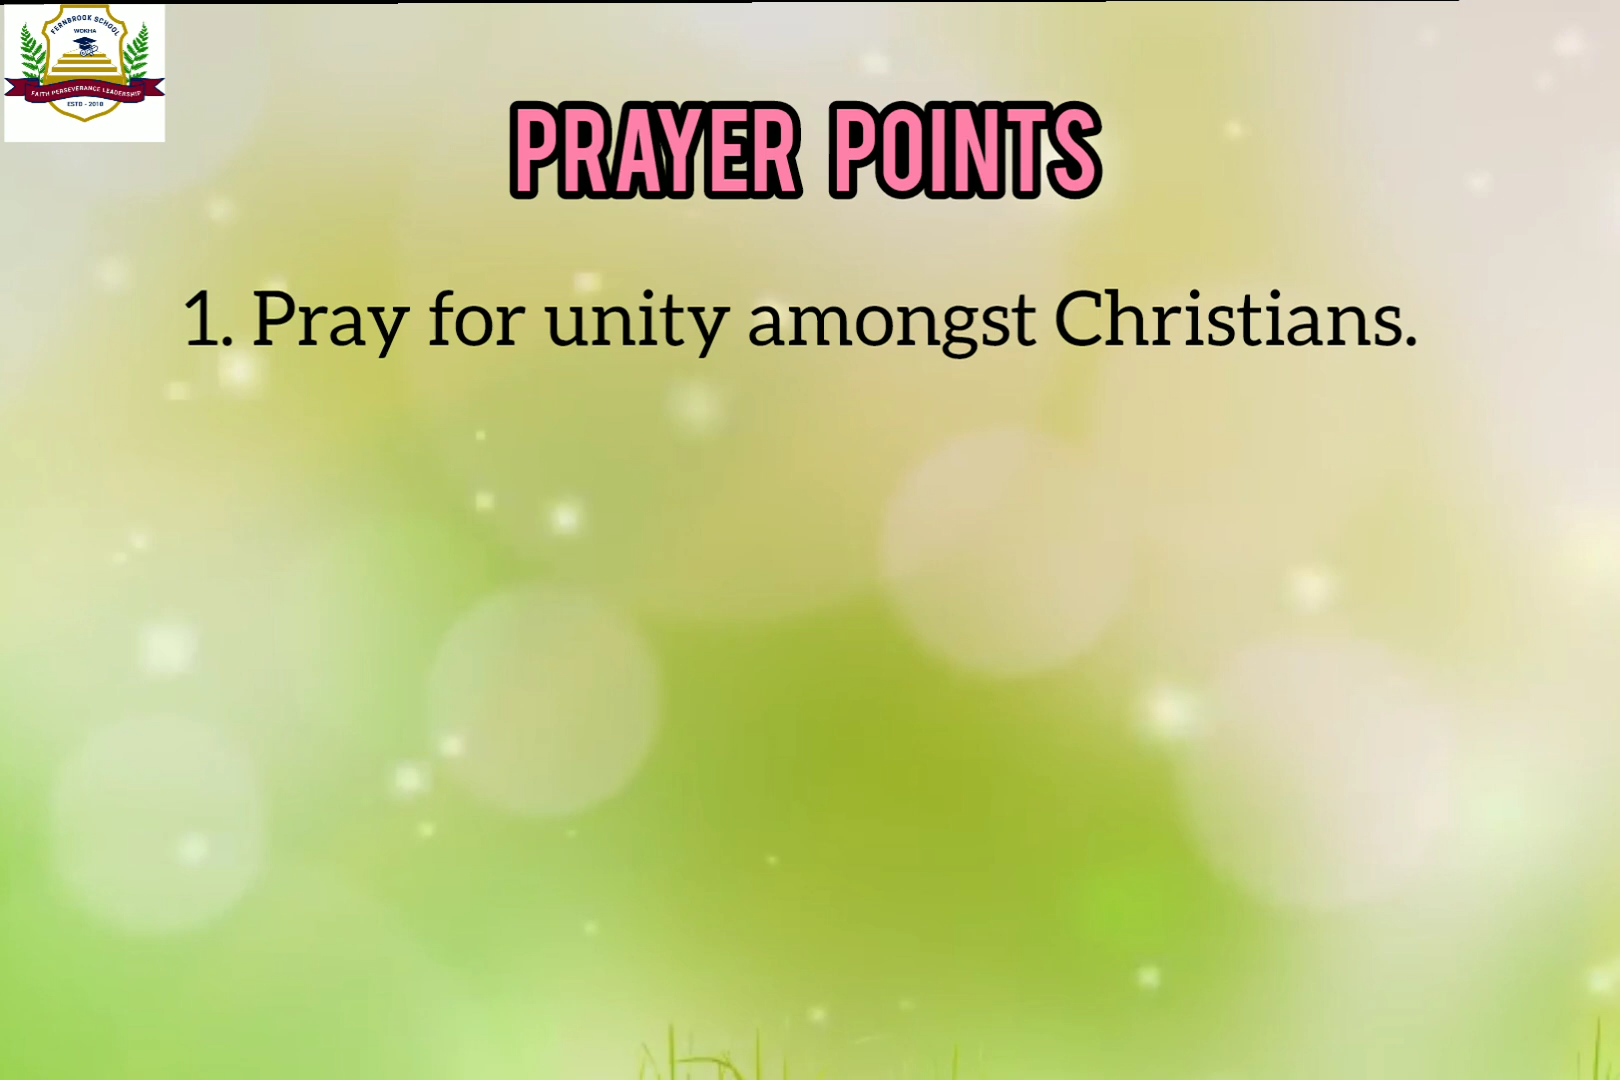 FERNBROOK SCHOOL
WOKHA
FAITH PERSEVERANCE LEADERSHIP
ESTD - 2018
PRAYER POINTS
1. Pray for unity amongst Christians.